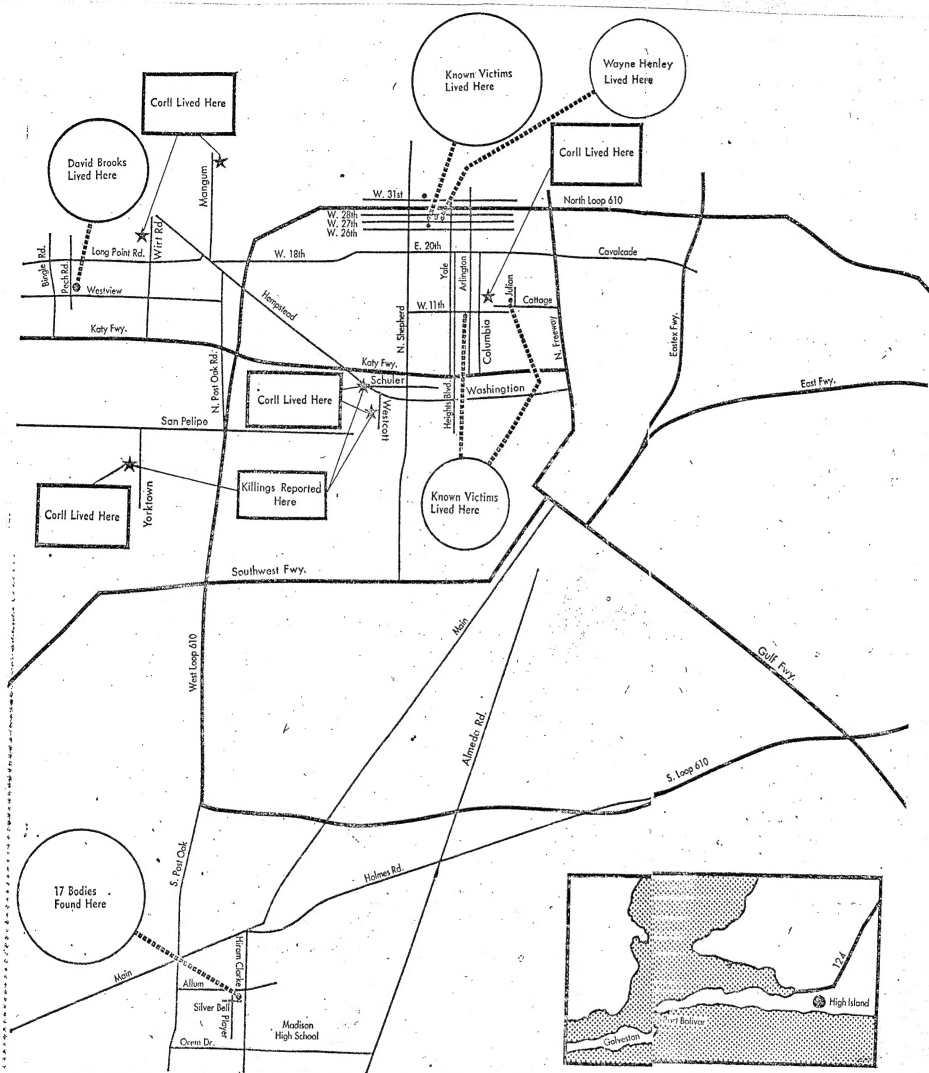 Known Victims
Lived Here
Wayne Henley
Lived Here
Corll Lived Here
David Brooks
Lived Here
Corll Lived Here
Mangum
W. 31st
North Loop 610
W. 28th
W. 27th
W. 26th
Wirt Rd.
Bingle Rd.
Pech Rd.
Long Point Rd.
W. 18th
E. 20th
Cavalcade
Yale
Arlington
Julian
Westview
Hempstead
W. 11th
Cottage
N. Shepherd
Columbia
N. Freeway
Eastex Fwy.
Katy Fwy.
N. Post Oak Rd.
Katy Fwy.
Schuler
Washington
East Fwy.
Corll Lived Here
Westcott
Heights Blvd.
San Pelipe
Killings Reported
Here
Known Victims
Lived Here
Corll Lived Here
Yorktown
Southwest Fwy.
Main
West Loop 610
Gulf Fwy.
Almeda Rd.
S. Loop 610
S. Post Oak
Holmes Rd.
17 Bodies
Found Here
Hiram Clarke
Main
Allum
Silver Bell
Player
Madison
High School
Orem Dr.
124
High Island
Bolivar
Galveston